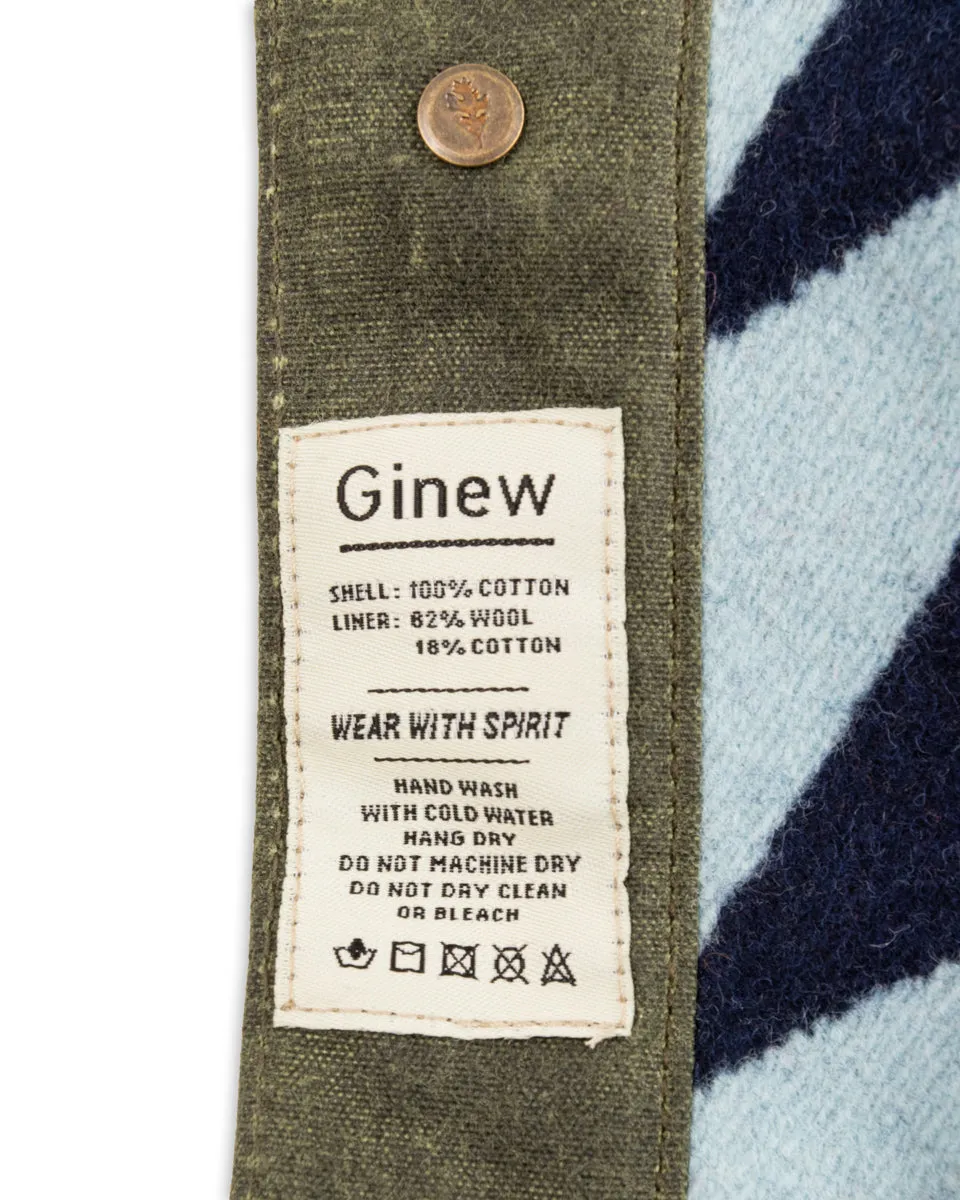 Ginew
SHELL: 100% COTTON
LINER: 82% WOOL
18% COTTON
WEAR WITH SPIRIT
HAND WASH
WITH COLD WATER
HANG DRY
DO NOT MACHINE DRY
DO NOT DRY CLEAN
OR BLEACH